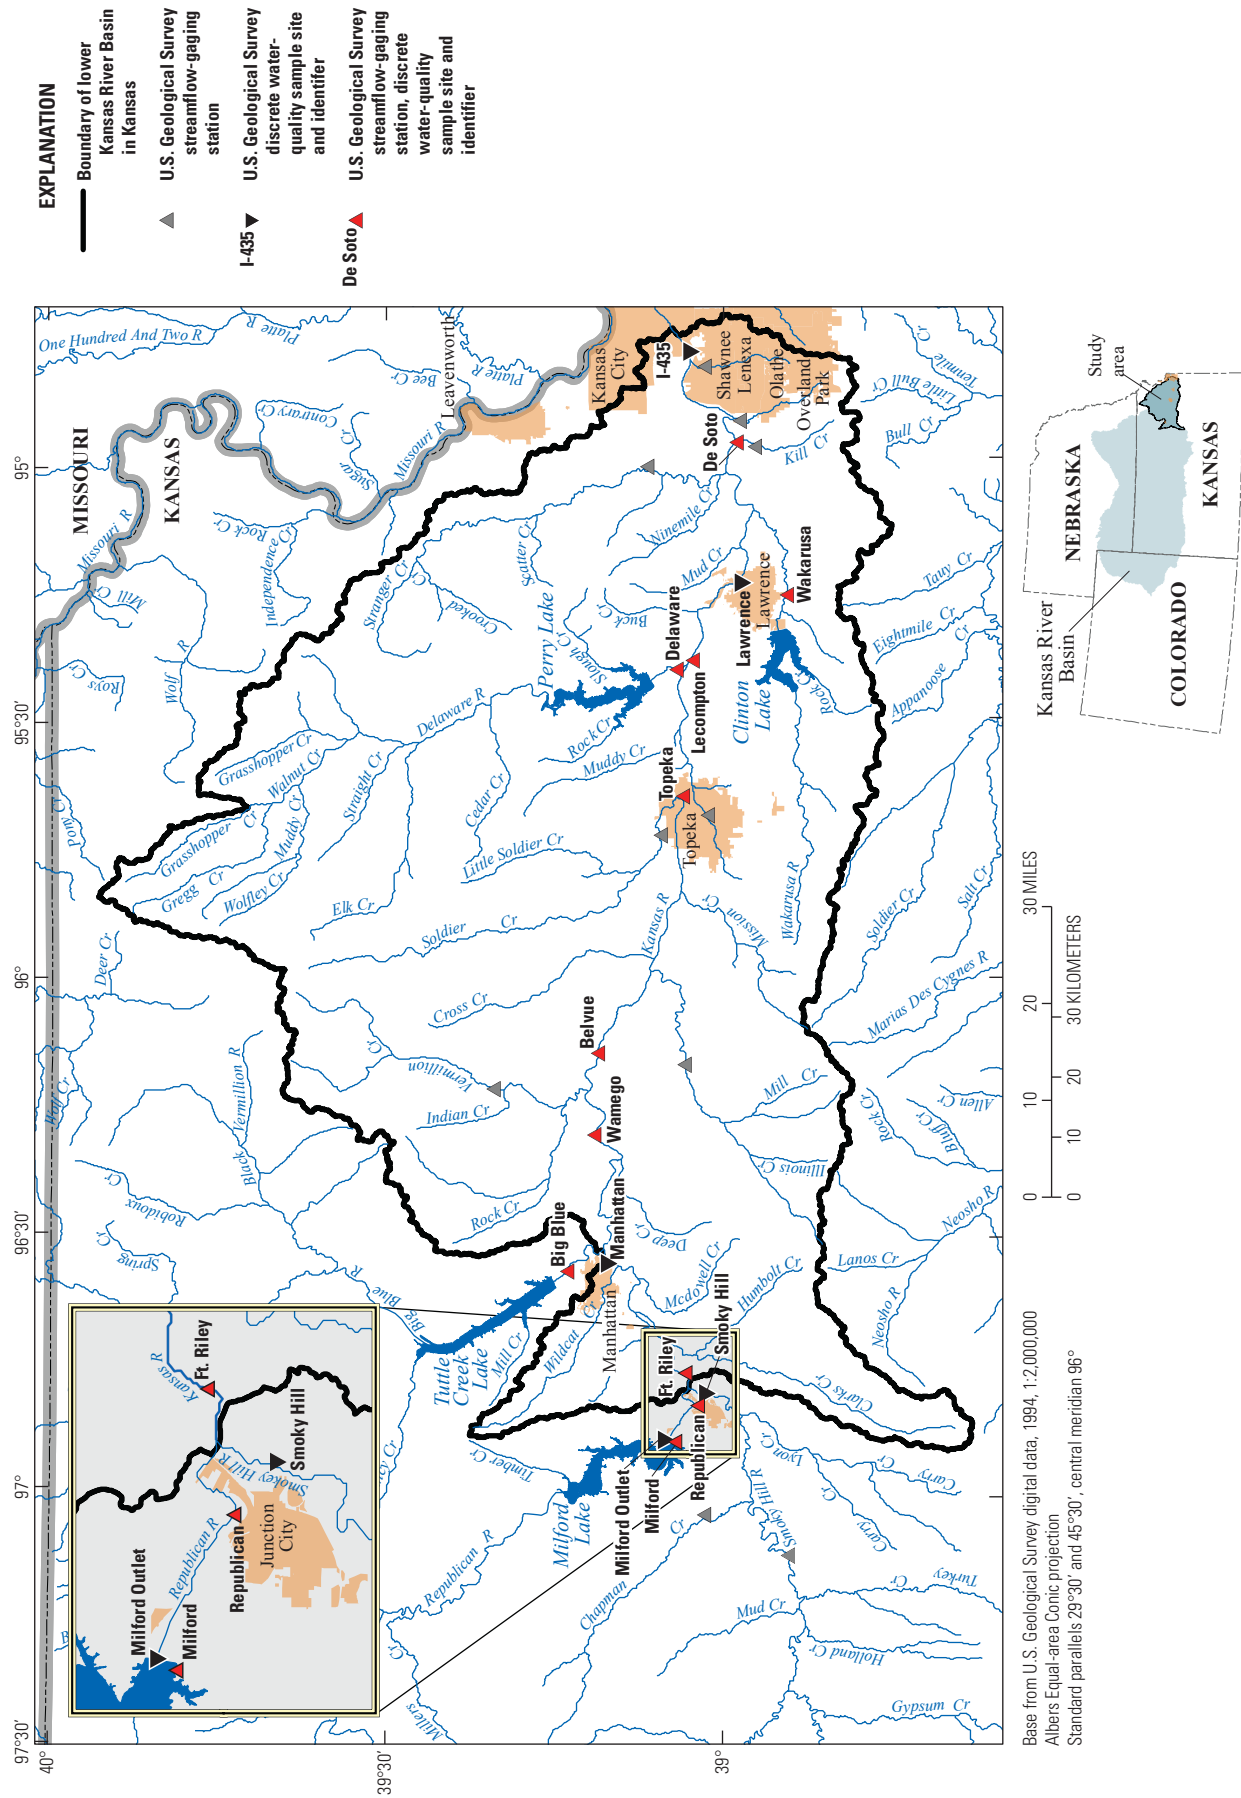 97°30'
97°
96°30'
96°
95°30'
95°
40°
39°30'
39°
EXPLANATION
Boundary of lower
Kansas River Basin
in Kansas
U.S. Geological Survey
streamflow-gaging
station
I-435
U.S. Geological Survey
discrete water-
quality sample site
and identifer
De Soto
U.S. Geological Survey
streamflow-gaging
station, discrete
water-quality
sample site and
identifier
MISSOURI
KANSAS
One Hundred And Two R
Platte R
Bee Cr
Platte R
Leavenworth
Contrary Cr
Sugar Cr
Missouri R
Missouri R
Mill Cr
Rock Cr
Independence Cr
Roys Cr
Wolf R
Pony Cr
Deer Cr
Wolf Cr
Black Vermillion R
Robidoux Cr
Spring Cr
Big Blue R
Stranger Cr
Crooked Cr
Scatter Cr
Ninemile Cr
Mud Cr
Buck Cr
Slough Cr
Perry Lake
Delaware R
Grasshopper Cr
Walnut Cr
Straight Cr
Muddy Cr
Grasshopper Cr
Gregg Cr
Wolfley Cr
Elk Cr
Cedar Cr
Rock Cr
Muddy Cr
Little Soldier Cr
Soldier Cr
Cross Cr
Vermillion Cr
Indian Cr
Rock Cr
Kansas R
Mission Cr
Wakarusa R
Kansas City
I-435
Shawnee
Lenexa
Olathe
Overland
Park
De Soto
Kill Cr
Bull Cr
Little Bull Cr
Tenmile Cr
Lawrence
Lawrence
Wakarusa
Clinton
Lake
Rock Cr
Delaware
Lecompton
Topeka
Topeka
Tauy Cr
Eightmile Cr
Appanoose Cr
Soldier Cr
Salt Cr
Marias Des Cygnes R
Belvue
Wamego
Big Blue
Manhattan
Manhattan
Tuttle
Creek
Lake
Mill Cr
Wildcat Cr
Deep Cr
Mcdowell Cr
Humbolt Cr
Illinois Cr
Mill Cr
Rock Cr
Bluff Cr
Allen Cr
Neosho R
Lanos Cr
Neosho R
Clarks Cr
Ft. Riley
Smoky Hill
Republican
Milford
Milford Outlet
Milford
Lake
Timber Cr
Republican R
Chapman Cr
Smoky Hill R
Lyon Cr
Carry Cr
Carry Cr
Turkey Cr
Mud Cr
Holland Cr
Gypsum Cr
Millers Cr
Milford Outlet
Milford
Republican R
Republican
Junction
City
Smokey Hill R
Smoky Hill
Kansas R
Ft. Riley
Base from U.S. Geological Survey digital data, 1994, 1:2,000,000
Albers Equal-area Conic projection
Standard parallels 29°30' and 45°30', central meridian 96°
0 10 20 30 MILES
0 10 20 30 KILOMETERS
Kansas River
Basin
NEBRASKA
COLORADO
KANSAS
Study
area